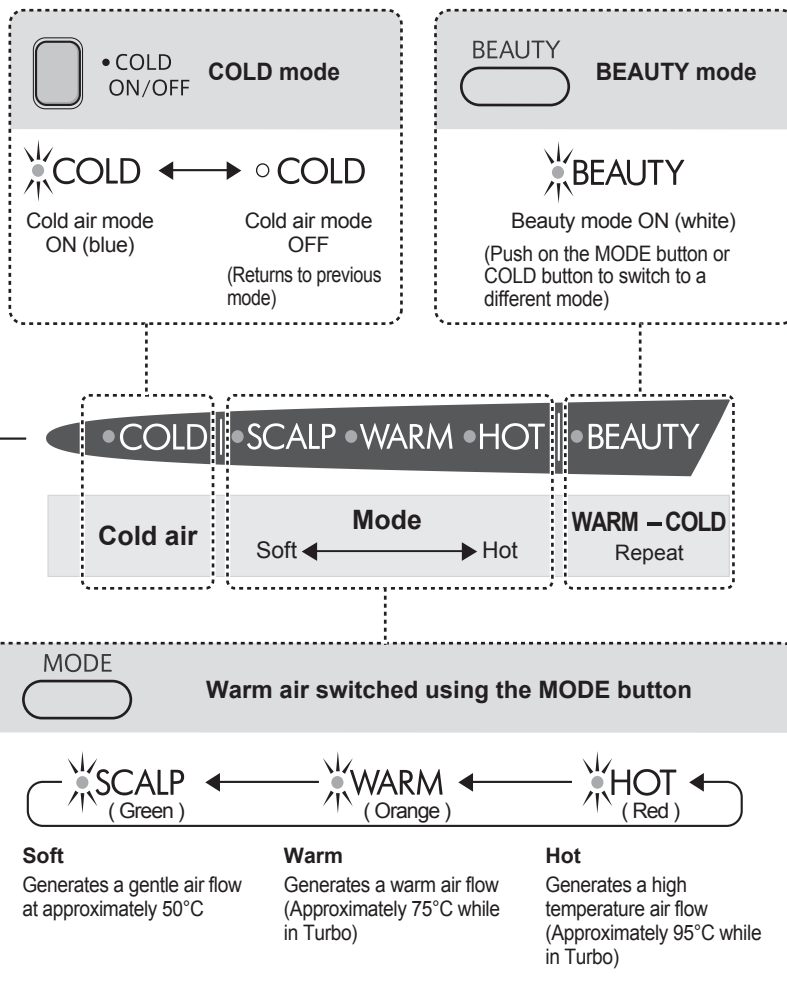 • COLD
ON/OFF
COLD mode
COLD
COLD
Cold air mode
ON (blue)
Cold air mode
OFF
(Returns to previous
mode)
BEAUTY
BEAUTY mode
BEAUTY
Beauty mode ON (white)
(Push on the MODE button or
COLD button to switch to a
different mode)
COLD SCALP WARM HOT BEAUTY
Cold air
Mode
Soft Hot
WARM – COLD
Repeat
MODE
Warm air switched using the MODE button
SCALP
( Green )
WARM
( Orange )
HOT
( Red )
Soft
Generates a gentle air flow
at approximately 50°C
Warm
Generates a warm air flow
(Approximately 75°C while
in Turbo)
Hot
Generates a high
temperature air flow
(Approximately 95°C while
in Turbo)